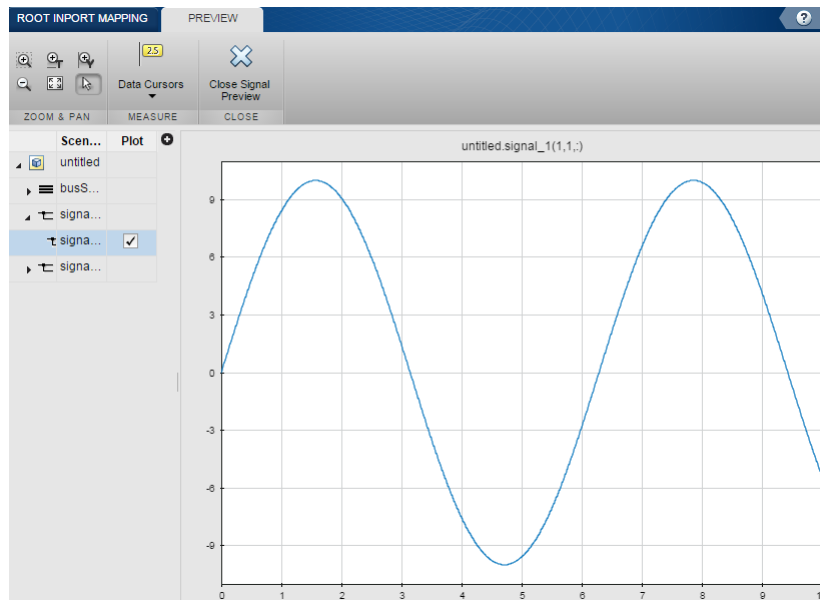 ROOT INPORT MAPPING
PREVIEW
?
2.5
Data Cursors
Close Signal
Preview
ZOOM & PAN
MEASURE
CLOSE
Scen...
Plot
untitled
busS...
signa...
signa...
signa...
untitled.signal_1(1,1,:)
9
6
3
0
-3
-6
-9
0 1 2 3 4 5 6 7 8 9